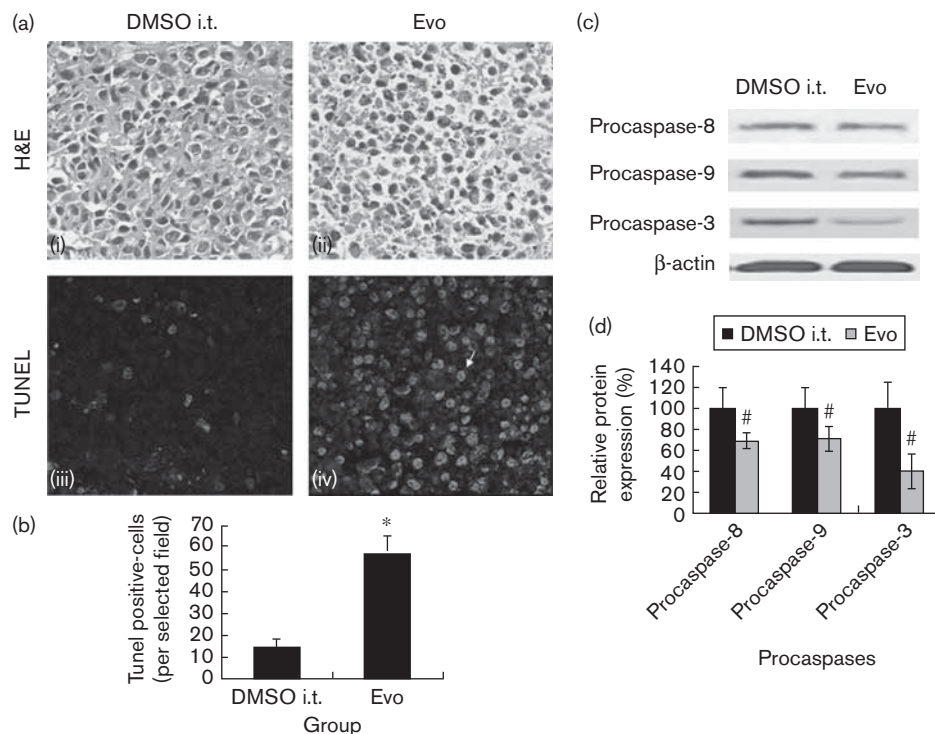 (a)
DMSO i.t.
Evo
H&E
(i)
(ii)
TUNEL
(iii)
(iv)
(b)
Tunel positive-cells
(per selected field)
70
60
50
40
30
20
10
0
*
DMSO i.t.
Evo
Group
(c)
DMSO i.t.
Evo
Procaspase-8
Procaspase-9
Procaspase-3
β-actin
(d)
DMSO i.t.
Evo
Relative protein
expression (%)
140
120
100
80
60
40
20
0
#
#
#
Procaspase-8
Procaspase-9
Procaspase-3
Procaspases